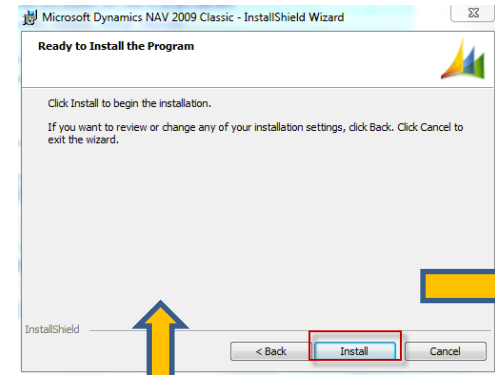 Microsoft Dynamics NAV 2009 Classic - InstallShield Wizard
Ready to Install the Program
Click Install to begin the installation.
If you want to review or change any of your installation settings, click Back. Click Cancel to
exit the wizard.
InstallShield
< Back Install Cancel